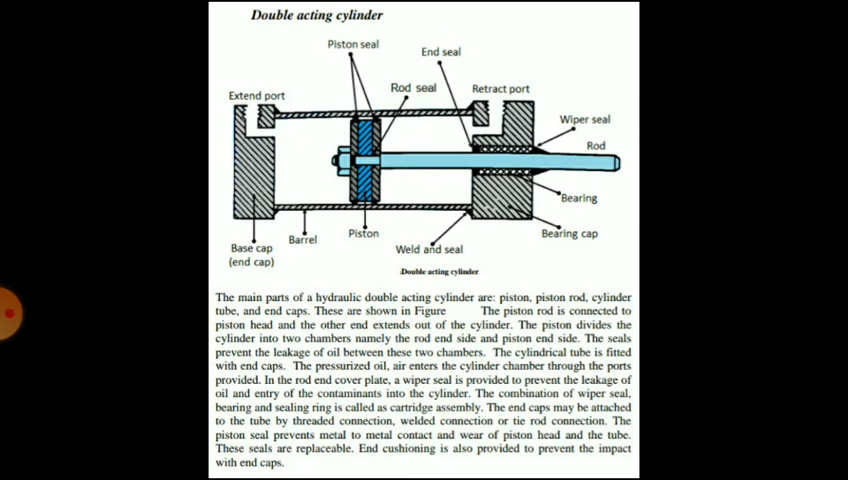 Double acting cylinder
Piston seal
End seal
Rod seal
Retract port
Extend port
Wiper seal
Rod
Bearing
Bearing cap
Piston
Barrel
Weld and seal
Base cap
(end cap)
Double acting cylinder
The main parts of a hydraulic double acting cylinder are: piston, piston rod, cylinder
tube, and end caps. These are shown in Figure The piston rod is connected to
piston head and the other end extends out of the cylinder. The piston divides the
cylinder into two chambers namely the rod end side and piston end side. The seals
prevent the leakage of oil between these two chambers. The cylindrical tube is fitted
with end caps. The pressurized oil, air enters the cylinder chamber through the ports
provided. In the rod end cover plate, a wiper seal is provided to prevent the leakage of
oil and entry of the contaminants into the cylinder. The combination of wiper seal,
bearing and sealing ring is called as cartridge assembly. The end caps may be attached
to the tube by threaded connection, welded connection or tie rod connection. The
piston seal prevents metal to metal contact and wear of piston head and the tube.
These seals are replaceable. End cushioning is also provided to prevent the impact
with end caps.